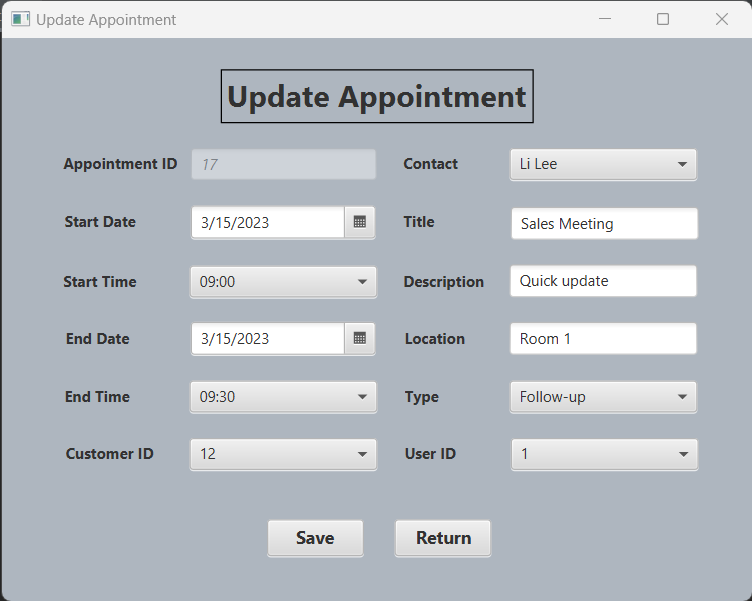 Update Appointment
Update Appointment
Appointment ID 17 Contact Li Lee
Start Date 3/15/2023 Title Sales Meeting
Start Time 09:00 Description Quick update
End Date 3/15/2023 Location Room 1
End Time 09:30 Type Follow-up
Customer ID 12 User ID 1
Save Return